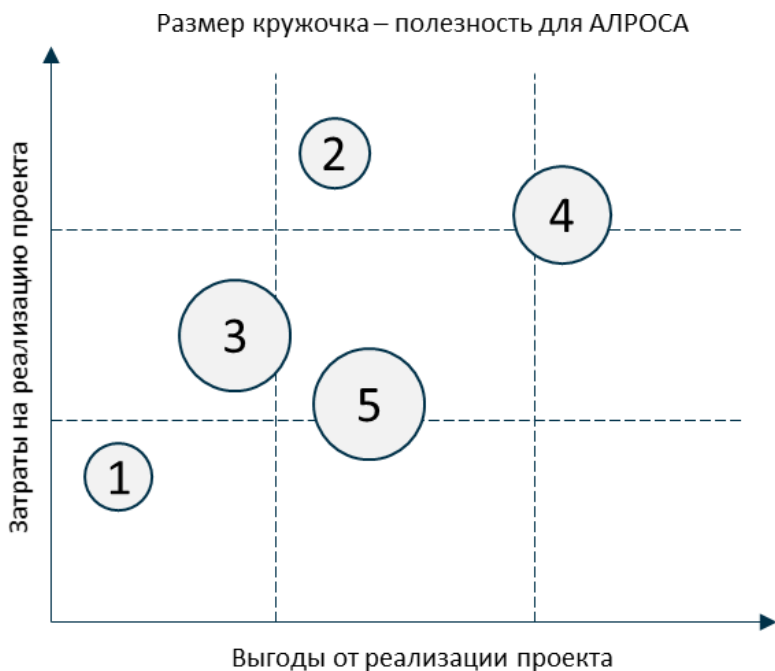 Размер кружочка – полезность для АЛРОСА
Затраты на реализацию проекта
2
4
3
5
1
Выгоды от реализации проекта